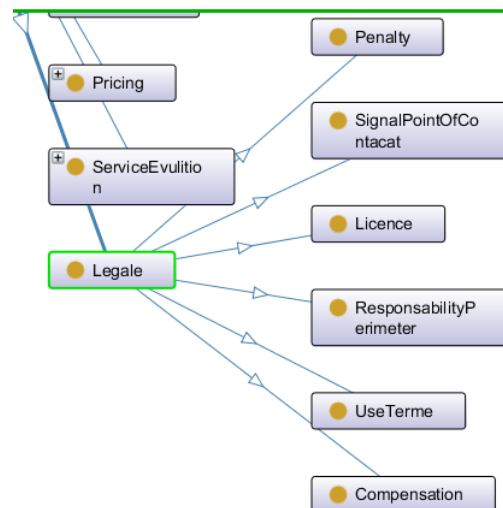 Penalty
Pricing
SignalPointOfCo
ntacat
ServiceEvulitio
n
Licence
Legale
ResponsabilityP
erimeter
UseTerme
Compensation